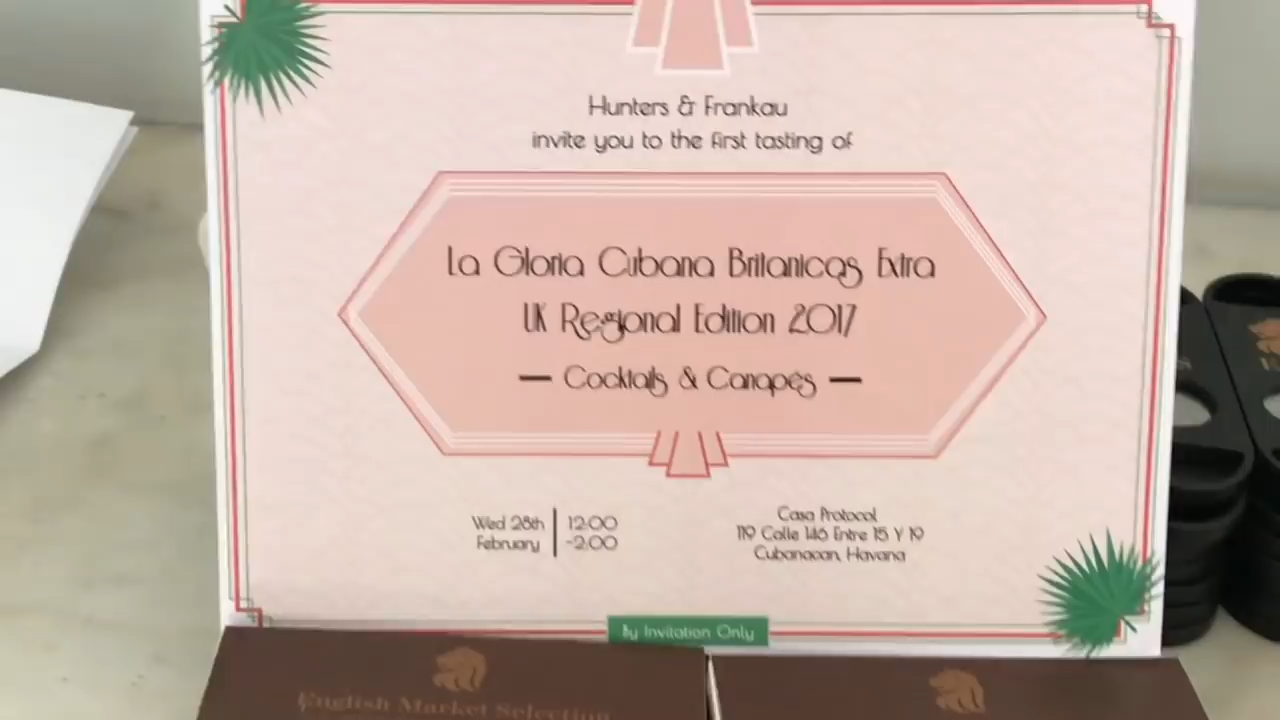 Hunters & Frankau
invite you to the first tasting of
La Gloria Cubana Britanicas Extra
UK Regional Edition 2017
— Cocktails & Canapés —
Wed 28th
February
12:00
-2:00
Casa Protocol
119 Calle 146 Entre 15 Y 19
Cubanacan, Havana
By Invitation Only
English Market Selection